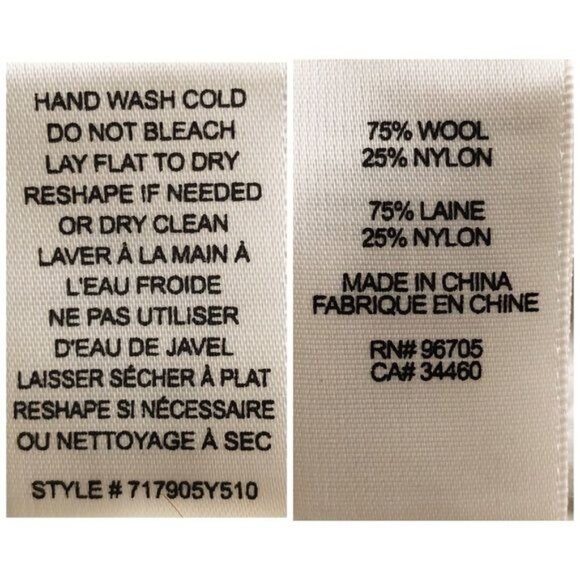 HAND WASH COLD
DO NOT BLEACH
LAY FLAT TO DRY
RESHAPE IF NEEDED
OR DRY CLEAN
LAVER À LA MAIN À
L'EAU FROIDE
NE PAS UTILISER
D'EAU DE JAVEL
LAISSER SÉCHER À PLAT
RESHAPE SI NÉCESSAIRE
OU NETTOYAGE À SEC
STYLE # 717905Y510
75% WOOL
25% NYLON
75% LAINE
25% NYLON
MADE IN CHINA
FABRIQUE EN CHINE
RN# 96705
CA# 34460